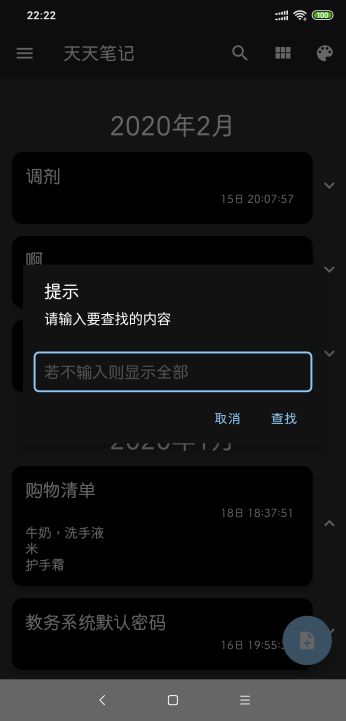 22:22
100
天天笔记
2020年2月
调剂
15日 20:07:57
啊
提示
请输入要查找的内容
若不输入则显示全部
取消
查找
2020年1月
购物清单
18日 18:37:51
牛奶，洗手液
米
护手霜
教务系统默认密码
16日 19:55: